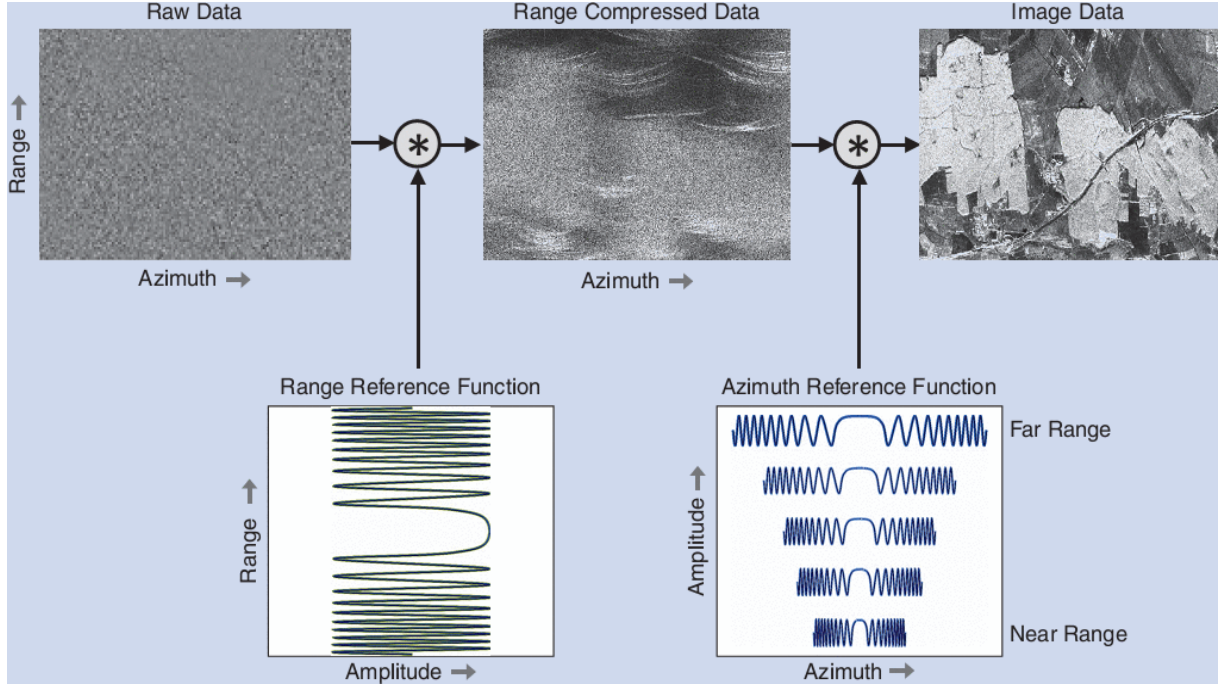 Raw Data
Range Compressed Data
Image Data
Range
*
*
Azimuth
Azimuth
Range Reference Function
Azimuth Reference Function
Far Range
Range
Amplitude
Near Range
Amplitude
Azimuth